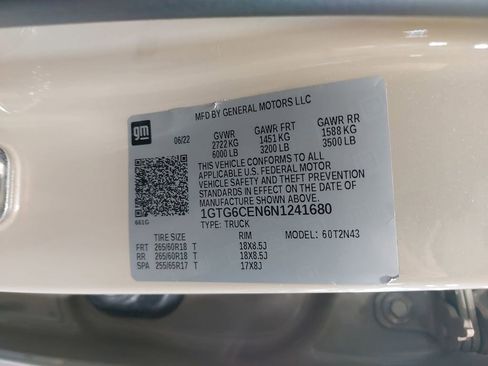 MFD BY GENERAL MOTORS LLC
gm
06/22 GVWR GAWR FRT GAWR RR
2722 KG 1451 KG 1588 KG
6000 LB 3200 LB 3500 LB
THIS VEHICLE CONFORMS TO ALL
APPLICABLE U.S. FEDERAL MOTOR
VEHICLE SAFETY AND THEFT PREVENTION
STANDARDS IN EFFECT ON THE DATE OF
MANUFACTURE SHOWN ABOVE.
1GTG6CEN6N1241680
TYPE: TRUCK
661G
TIRE SIZE RIM MODEL: 60T2N43
FRT 265/60R18 T 18X8.5J
RR 265/60R18 T 18X8.5J
SPA 255/65R17 T 17X8J